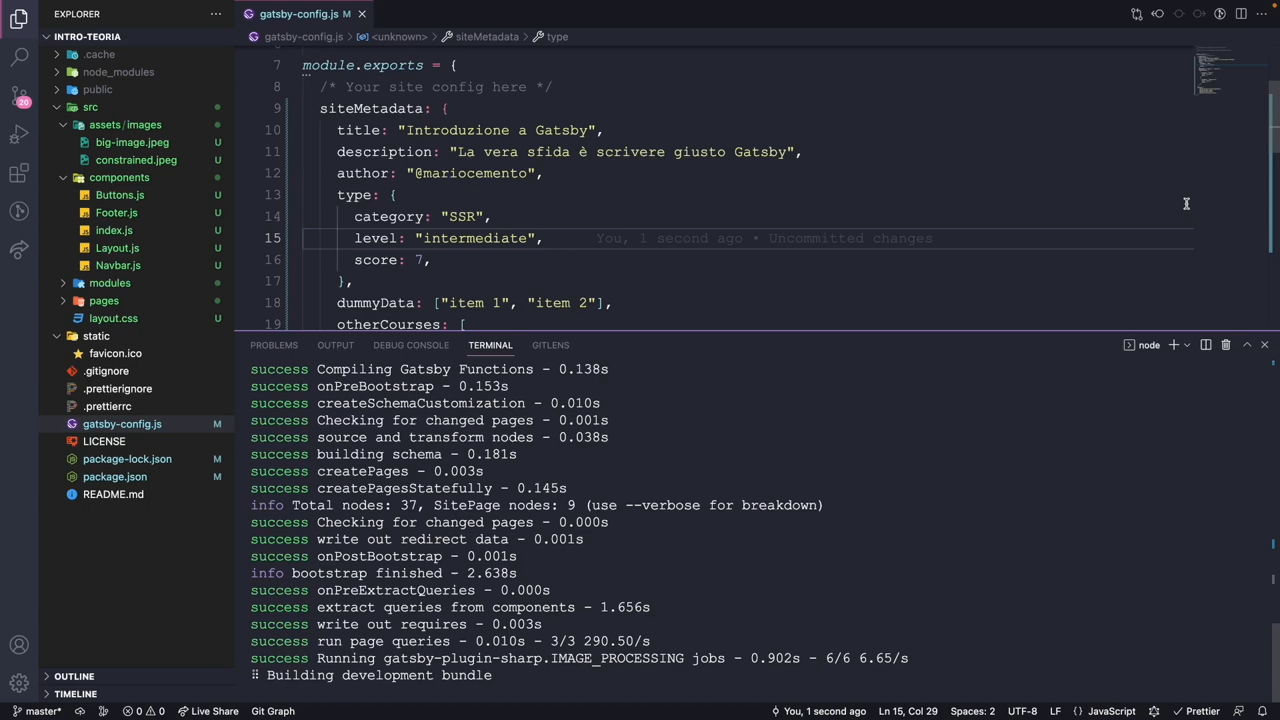 EXPLORER
INTRO-TEORIA
.cache
node_modules
public
20
src
assets/images
big-image.jpeg U
constrained.jpeg U
components
Buttons.js U
Footer.js U
index.js U
Layout.js U
Navbar.js U
modules
pages
layout.css U
static
favicon.ico
.gitignore
.prettierignore
.prettierrc
gatsby-config.js M
LICENSE
package-lock.json M
package.json M
README.md
OUTLINE
TIMELINE
gatsby-config.js M
gatsby-config.js > <unknown> > siteMetadata > type
7 module.exports = {
8 /* Your site config here */
9 siteMetadata: {
10 title: "Introduzione a Gatsby",
11 description: "La vera sfida è scrivere giusto Gatsby",
12 author: "@mariocemento",
13 type: {
14 category: "SSR",
15 level: "intermediate", You, 1 second ago • Uncommitted changes
16 score: 7,
17 },
18 dummyData: ["item 1", "item 2"],
19 otherCourses: [
PROBLEMS OUTPUT DEBUG CONSOLE TERMINAL GITLENS
node
success Compiling Gatsby Functions - 0.138s
success onPreBootstrap - 0.153s
success createSchemaCustomization - 0.010s
success Checking for changed pages - 0.001s
success source and transform nodes - 0.038s
success building schema - 0.181s
success createPages - 0.003s
success createPagesStatefully - 0.145s
info Total nodes: 37, SitePage nodes: 9 (use --verbose for breakdown)
success Checking for changed pages - 0.000s
success write out redirect data - 0.001s
success onPostBootstrap - 0.001s
info bootstrap finished - 2.638s
success onPreExtractQueries - 0.000s
success extract queries from components - 1.656s
success write out requires - 0.003s
success run page queries - 0.010s - 3/3 290.50/s
success Running gatsby-plugin-sharp.IMAGE_PROCESSING jobs - 0.902s - 6/6 6.65/s
⠻ Building development bundle
master* 0 0 Live Share Git Graph You, 1 second ago Ln 15, Col 29 Spaces: 2 UTF-8 LF {} JavaScript Prettier